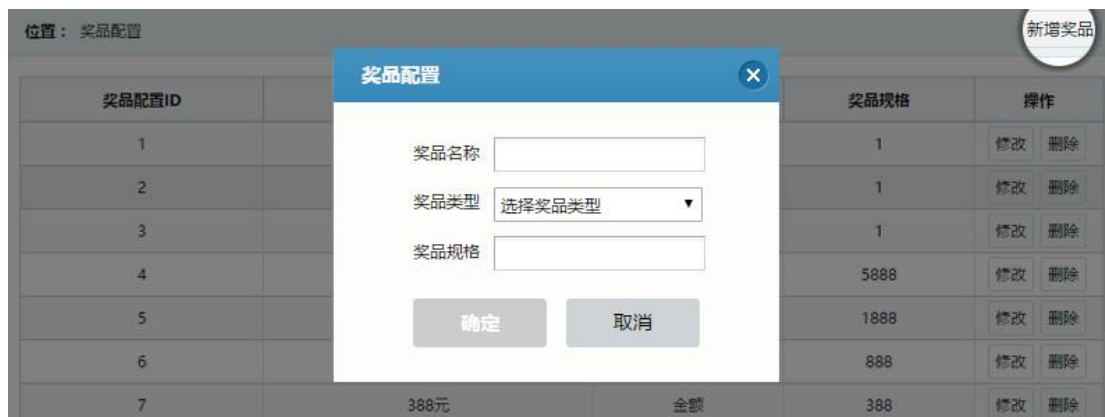 位置： 奖品配置
新增奖品
奖品配置
奖品配置ID 奖品规格 操作
奖品名称
1 1 修改 删除
奖品类型 选择奖品类型
2 1 修改 删除
3 1 修改 删除
奖品规格
4 5888 修改 删除
5 1888 修改 删除
确定 取消
6 888 修改 删除
7 388元 金额 388 修改 删除